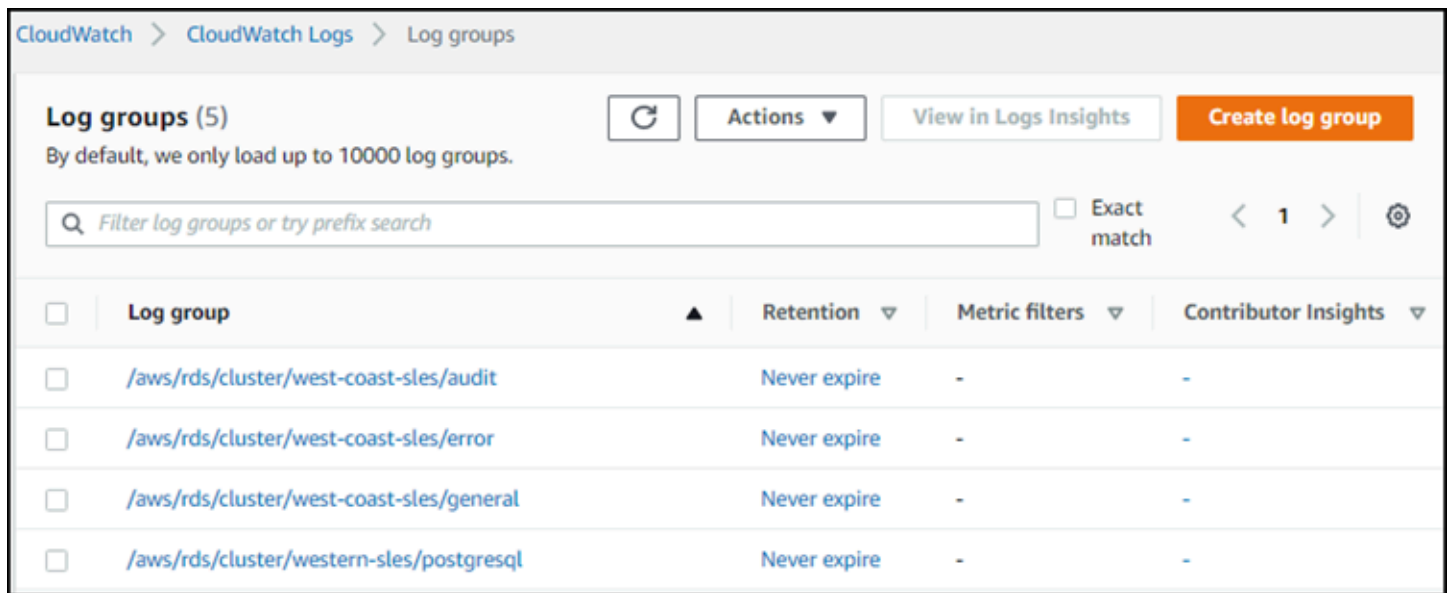 CloudWatch > CloudWatch Logs > Log groups
Log groups (5) Actions View in Logs Insights Create log group
By default, we only load up to 10000 log groups.
Filter log groups or try prefix search Exact match < 1 >
Log group Retention Metric filters Contributor Insights
/aws/rds/cluster/west-coast-sles/audit Never expire - -
/aws/rds/cluster/west-coast-sles/error Never expire - -
/aws/rds/cluster/west-coast-sles/general Never expire - -
/aws/rds/cluster/western-sles/postgresql Never expire - -